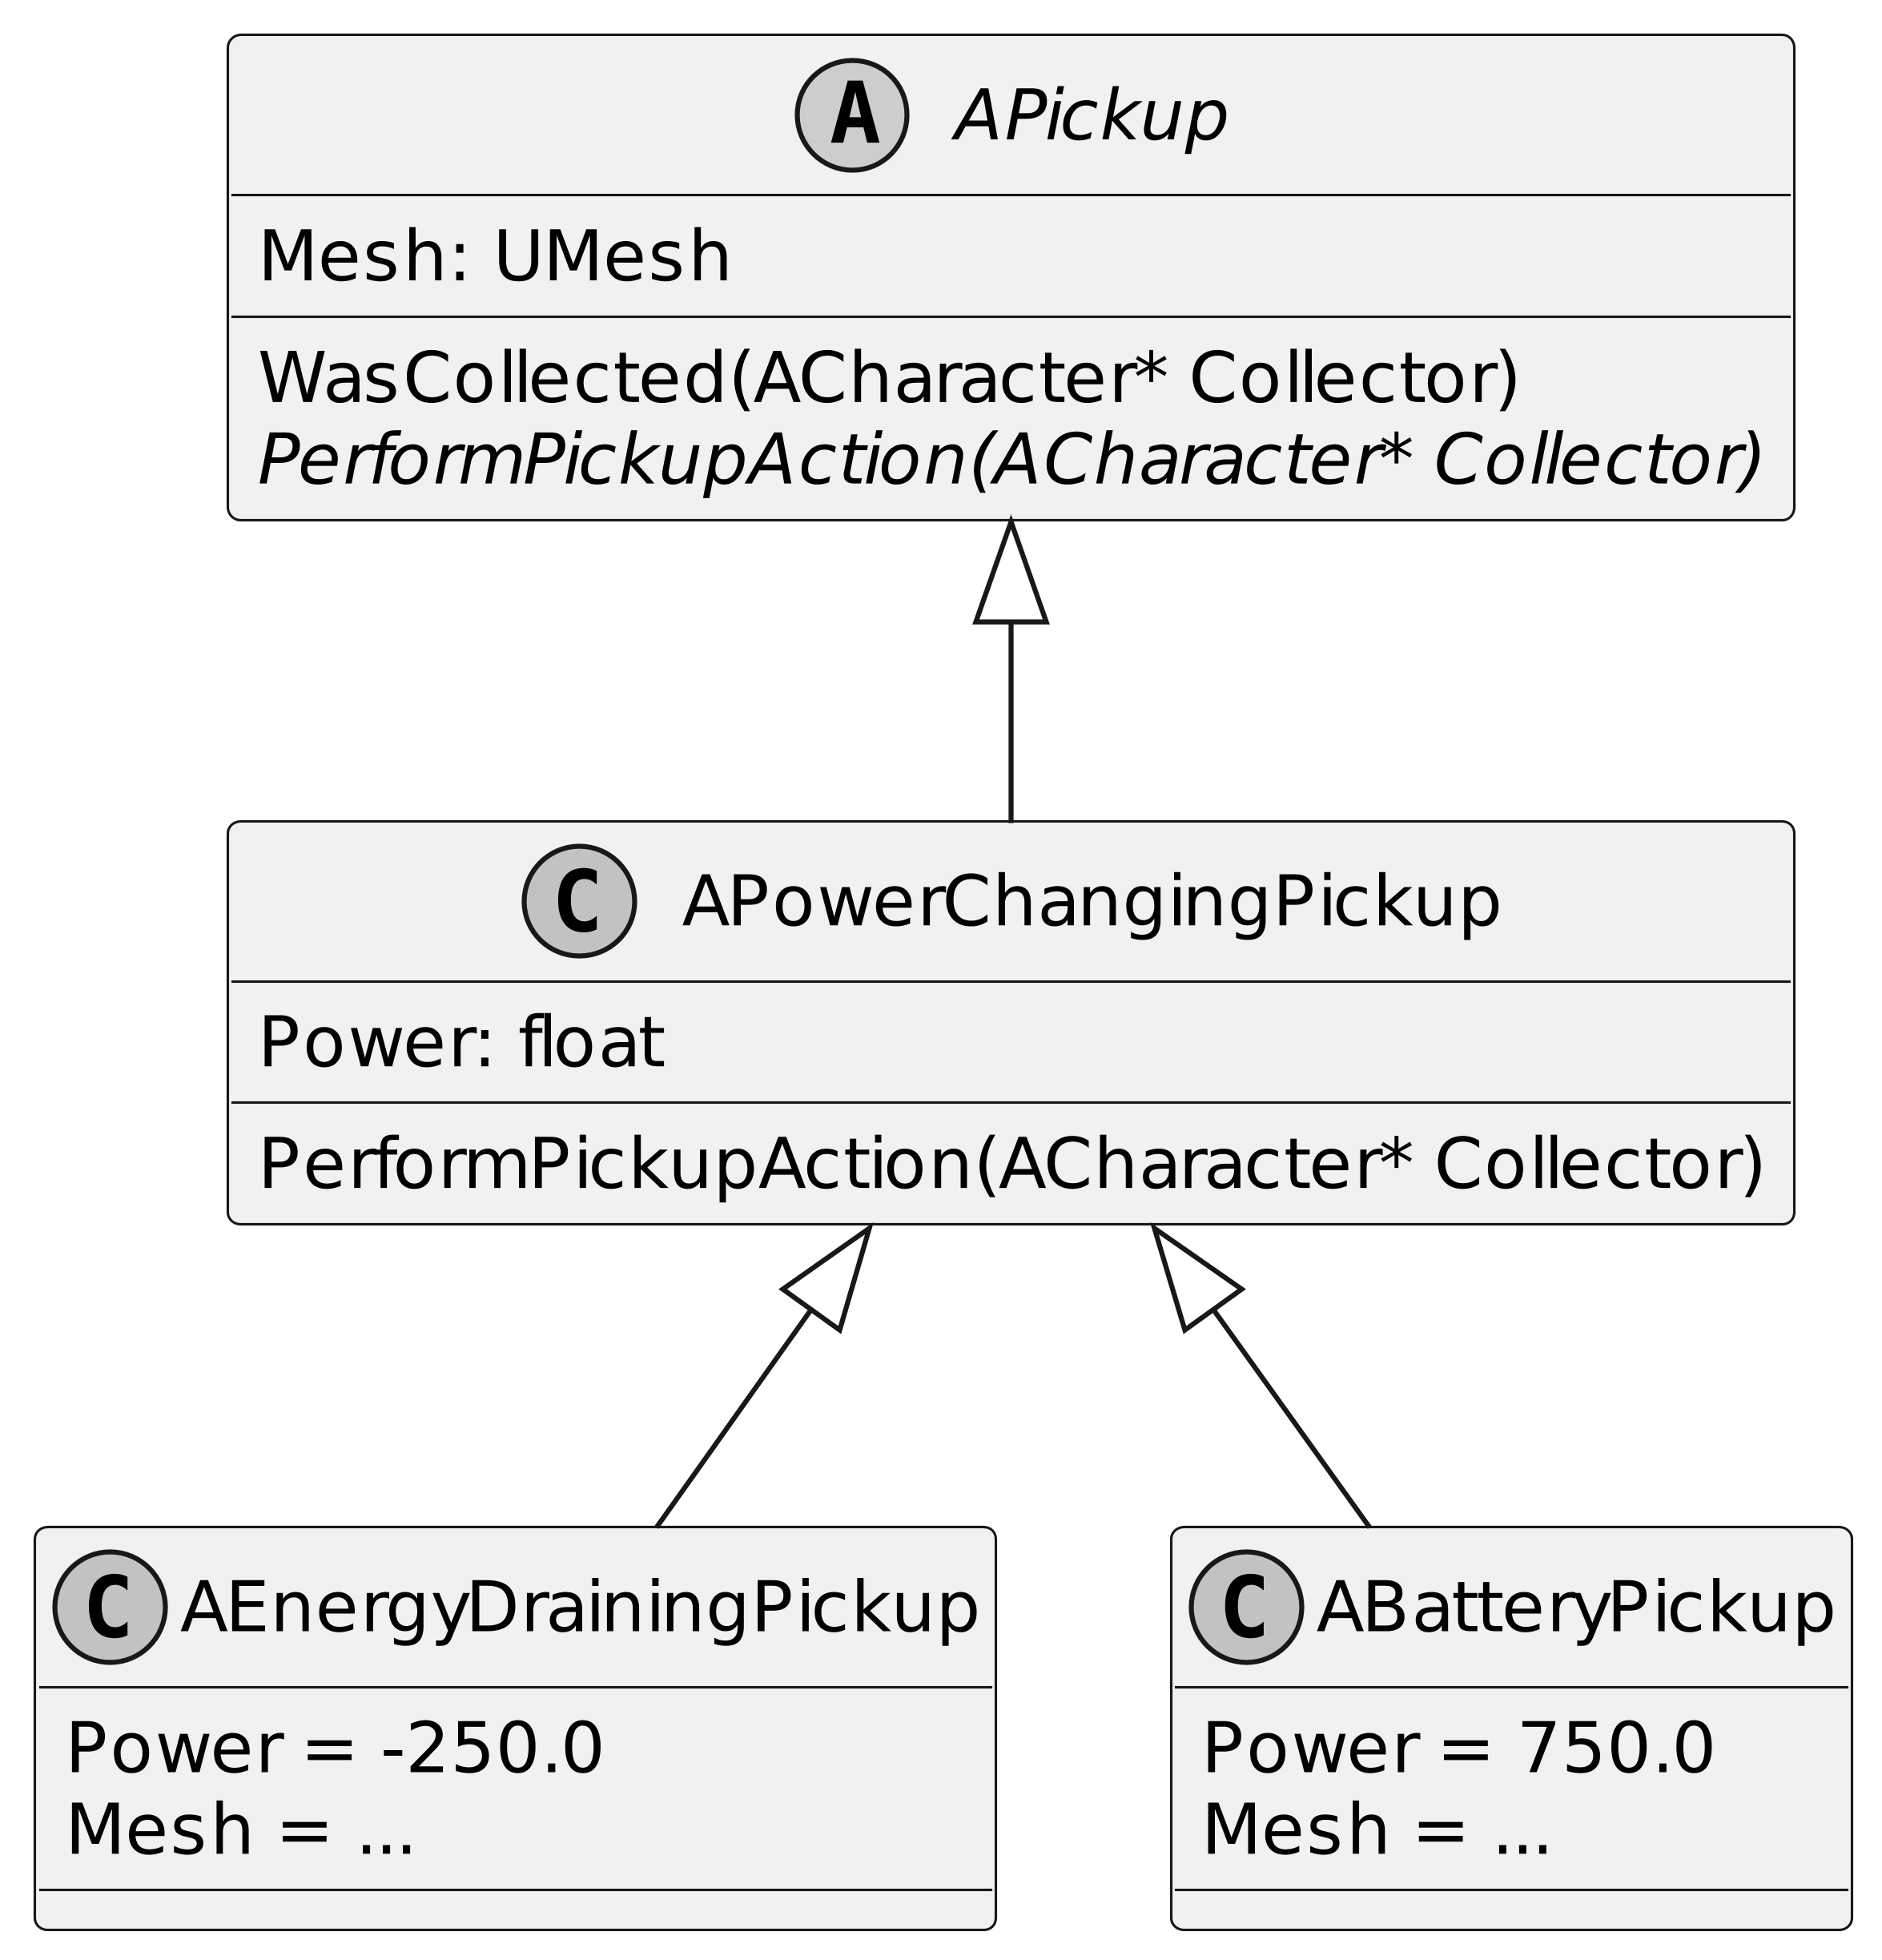 A APickup
Mesh: UMesh
WasCollected(ACharacter* Collector)
PerformPickupAction(ACharacter* Collector)
C APowerChangingPickup
Power: float
PerformPickupAction(ACharacter* Collector)
C AEnergyDrainingPickup
Power = -250.0
Mesh = ...
C ABatteryPickup
Power = 750.0
Mesh = ...